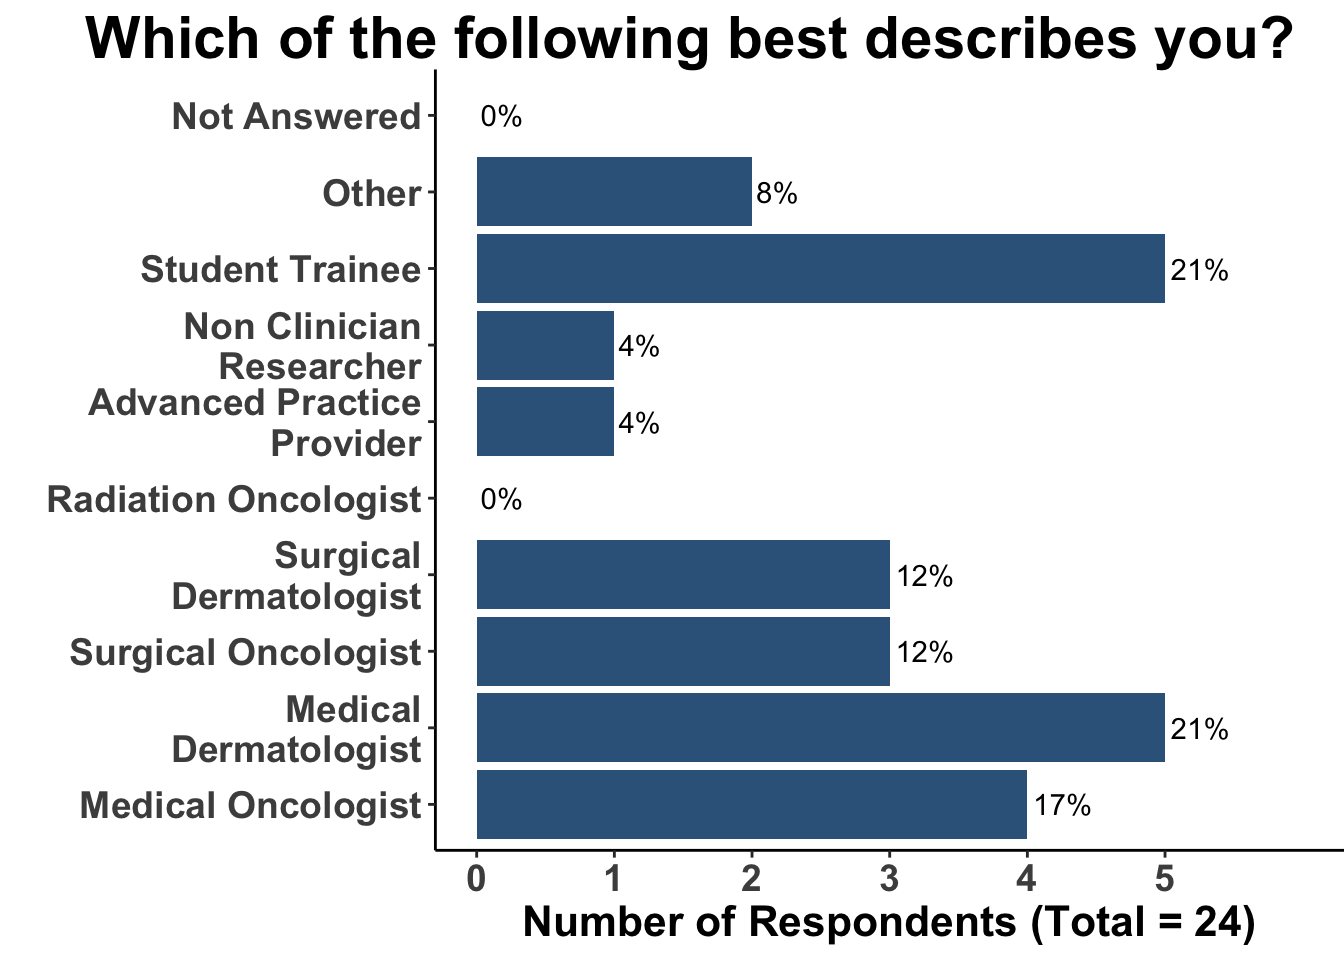 Which of the following best describes you?
Not Answered
0%
Other
8%
Student Trainee
21%
Non Clinician
Researcher
4%
Advanced Practice
Provider
4%
Radiation Oncologist
0%
Surgical
Dermatologist
12%
Surgical Oncologist
12%
Medical
Dermatologist
21%
Medical Oncologist
17%
0 1 2 3 4 5
Number of Respondents (Total = 24)